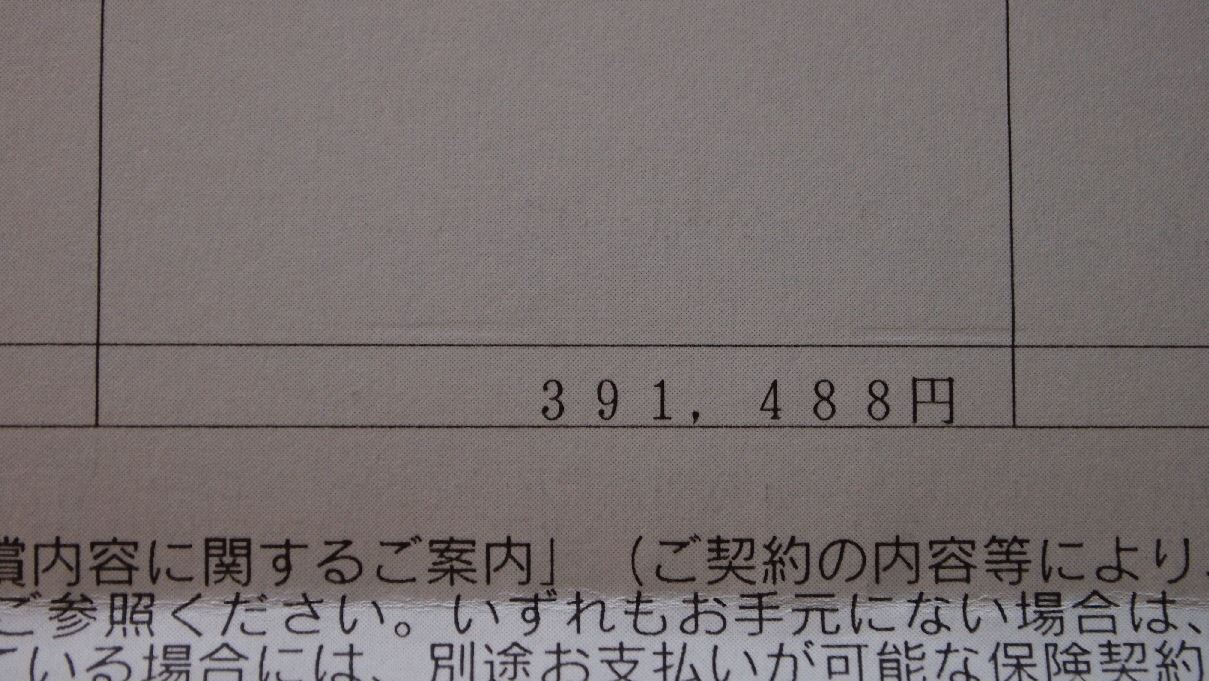 391,488円
償内容に関するご案内」（ご契約の内容等により、
ご参照ください。いずれもお手元にない場合は、
ている場合には、別途お支払いが可能な保険契約